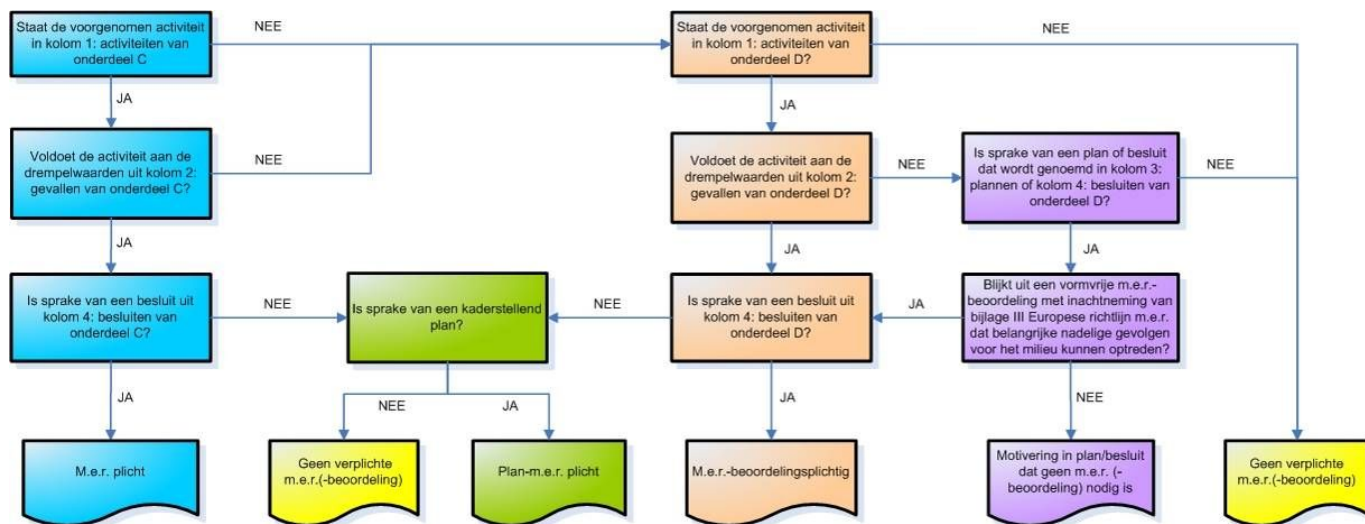 Staat de voorgenomen activiteit
in kolom 1: activiteiten van
onderdeel C
NEE
Staat de voorgenomen activiteit
in kolom 1: activiteiten van
onderdeel D?
NEE
JA
JA
Voldoet de activiteit aan de
drempelwaarden uit kolom 2:
gevallen van onderdeel C?
NEE
Voldoet de activiteit aan de
drempelwaarden uit kolom 2:
gevallen van onderdeel D?
NEE
Is sprake van een plan of besluit
dat wordt genoemd in kolom 3:
plannen of kolom 4: besluiten van
onderdeel D?
NEE
JA
JA
JA
Is sprake van een besluit uit
kolom 4: besluiten van
onderdeel C?
NEE
Is sprake van een kaderstellend
plan?
NEE
Is sprake van een besluit uit
kolom 4: besluiten van
onderdeel D?
JA
Blijkt uit een vormvrije m.e.r.-
beoordeling met inachtneming van
bijlage III Europese richtlijn m.e.r.
dat belangrijke nadelige gevolgen
voor het milieu kunnen optreden?
JA
NEE
JA
JA
NEE
M.e.r. plicht
Geen verplichte
m.e.r.(-beoordeling)
Plan-m.e.r. plicht
M.e.r.-beoordelingsplichtig
Motivering in plan/besluit
dat geen m.e.r. (-
beoordeling) nodig is
Geen verplichte
m.e.r.(-beoordeling)